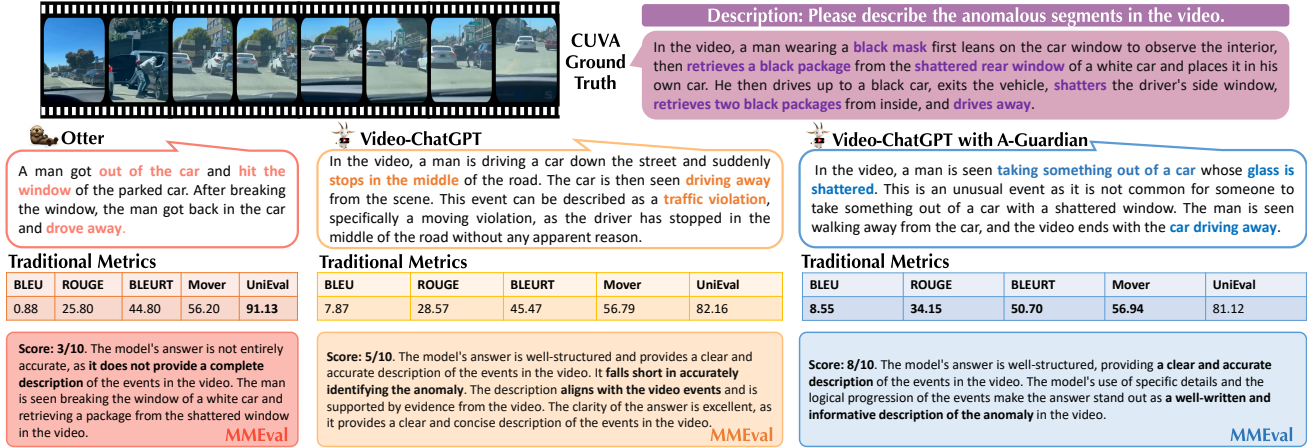 Description: Please describe the anomalous segments in the video.
CUVA
Ground
Truth
In the video, a man wearing a black mask first leans on the car window to observe the interior,
then retrieves a black package from the shattered rear window of a white car and places it in his
own car. He then drives up to a black car, exits the vehicle, shatters the driver's side window,
retrieves two black packages from inside, and drives away.
Otter
A man got out of the car and hit the
window of the parked car. After breaking
the window, the man got back in the car
and drove away.
Traditional Metrics
BLEU ROUGE BLEURT Mover UniEval
0.88 25.80 44.80 56.20 91.13
Score: 3/10. The model's answer is not entirely
accurate, as it does not provide a complete
description of the events in the video. The man
is seen breaking the window of a white car and
retrieving a package from the shattered window
in the video.
MMEval
Video-ChatGPT
In the video, a man is driving a car down the street and suddenly
stops in the middle of the road. The car is then seen driving away
from the scene. This event can be described as a traffic violation,
specifically a moving violation, as the driver has stopped in the
middle of the road without any apparent reason.
Traditional Metrics
BLEU ROUGE BLEURT Mover UniEval
7.87 28.57 45.47 56.79 82.16
Score: 5/10. The model's answer is well-structured and provides a clear and
accurate description of the events in the video. It falls short in accurately
identifying the anomaly. The description aligns with the video events and is
supported by evidence from the video. The clarity of the answer is excellent, as
it provides a clear and concise description of the events in the video.
MMEval
Video-ChatGPT with A-Guardian
In the video, a man is seen taking something out of a car whose glass is
shattered. This is an unusual event as it is not common for someone to
take something out of a car with a shattered window. The man is seen
walking away from the car, and the video ends with the car driving away.
Traditional Metrics
BLEU ROUGE BLEURT Mover UniEval
8.55 34.15 50.70 56.94 81.12
Score: 8/10. The model's answer is well-structured, providing a clear and accurate
description of the events in the video. The model's use of specific details and the
logical progression of the events make the answer stand out as a well-written and
informative description of the anomaly in the video.
MMEval